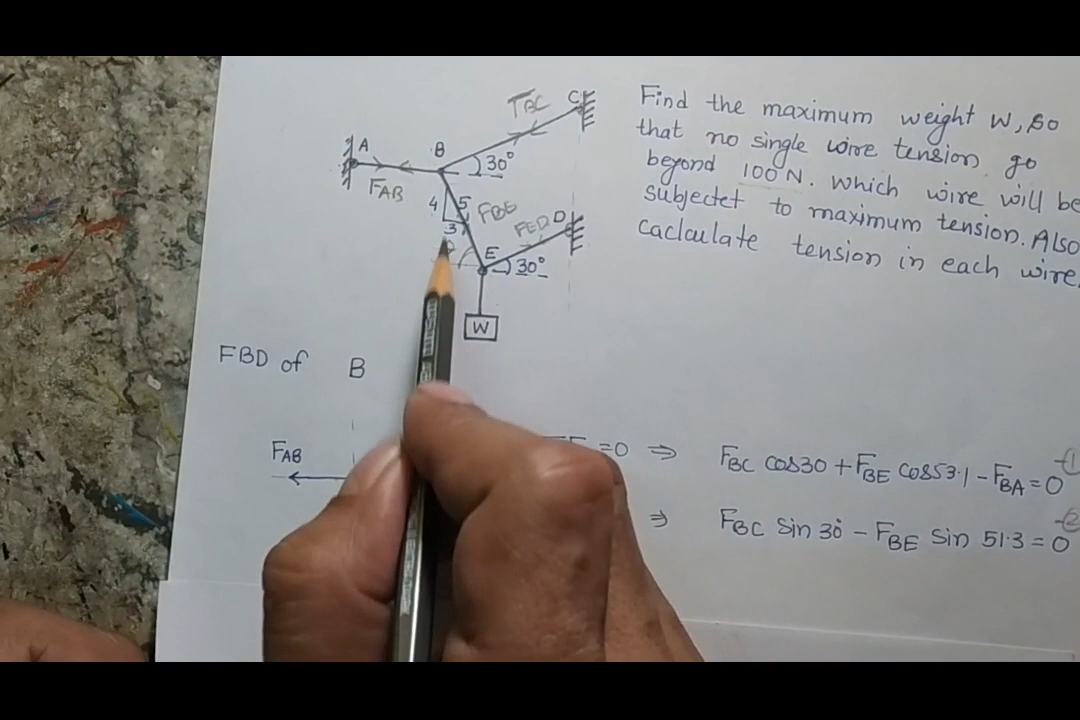 Find the maximum weight W, so
that no single wire tension go
beyond 100 N. Which wire will be
subjectet to maximum tension. Also
caclculate tension in each wire.
A
B
C
TBC
30°
FAB
4
5
3
FBE
FED
D
E
30°
W
FBD of B
FAB
=0 ⇒ FBC cos30 + FBE cos53.1 - FBA = 0 -(1
⇒ FBC Sin 30° - FBE Sin 51.3 = 0 -(2